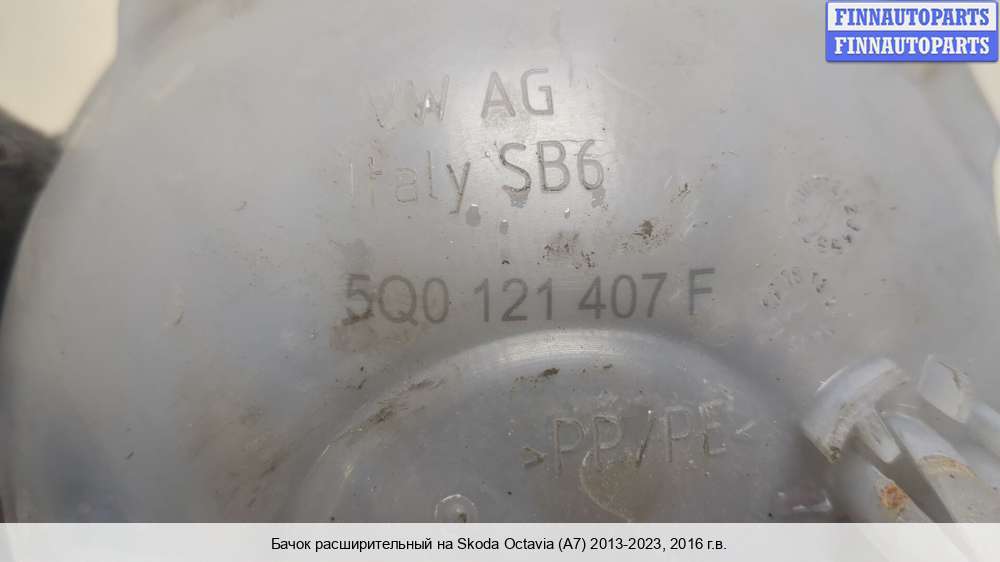 FINNAUTOPARTS
FINNAUTOPARTS
VW AG
Italy SB6
5Q0 121 407 F
>PP/PE<
Бачок расширительный на Skoda Octavia (A7) 2013-2023, 2016 г.в.